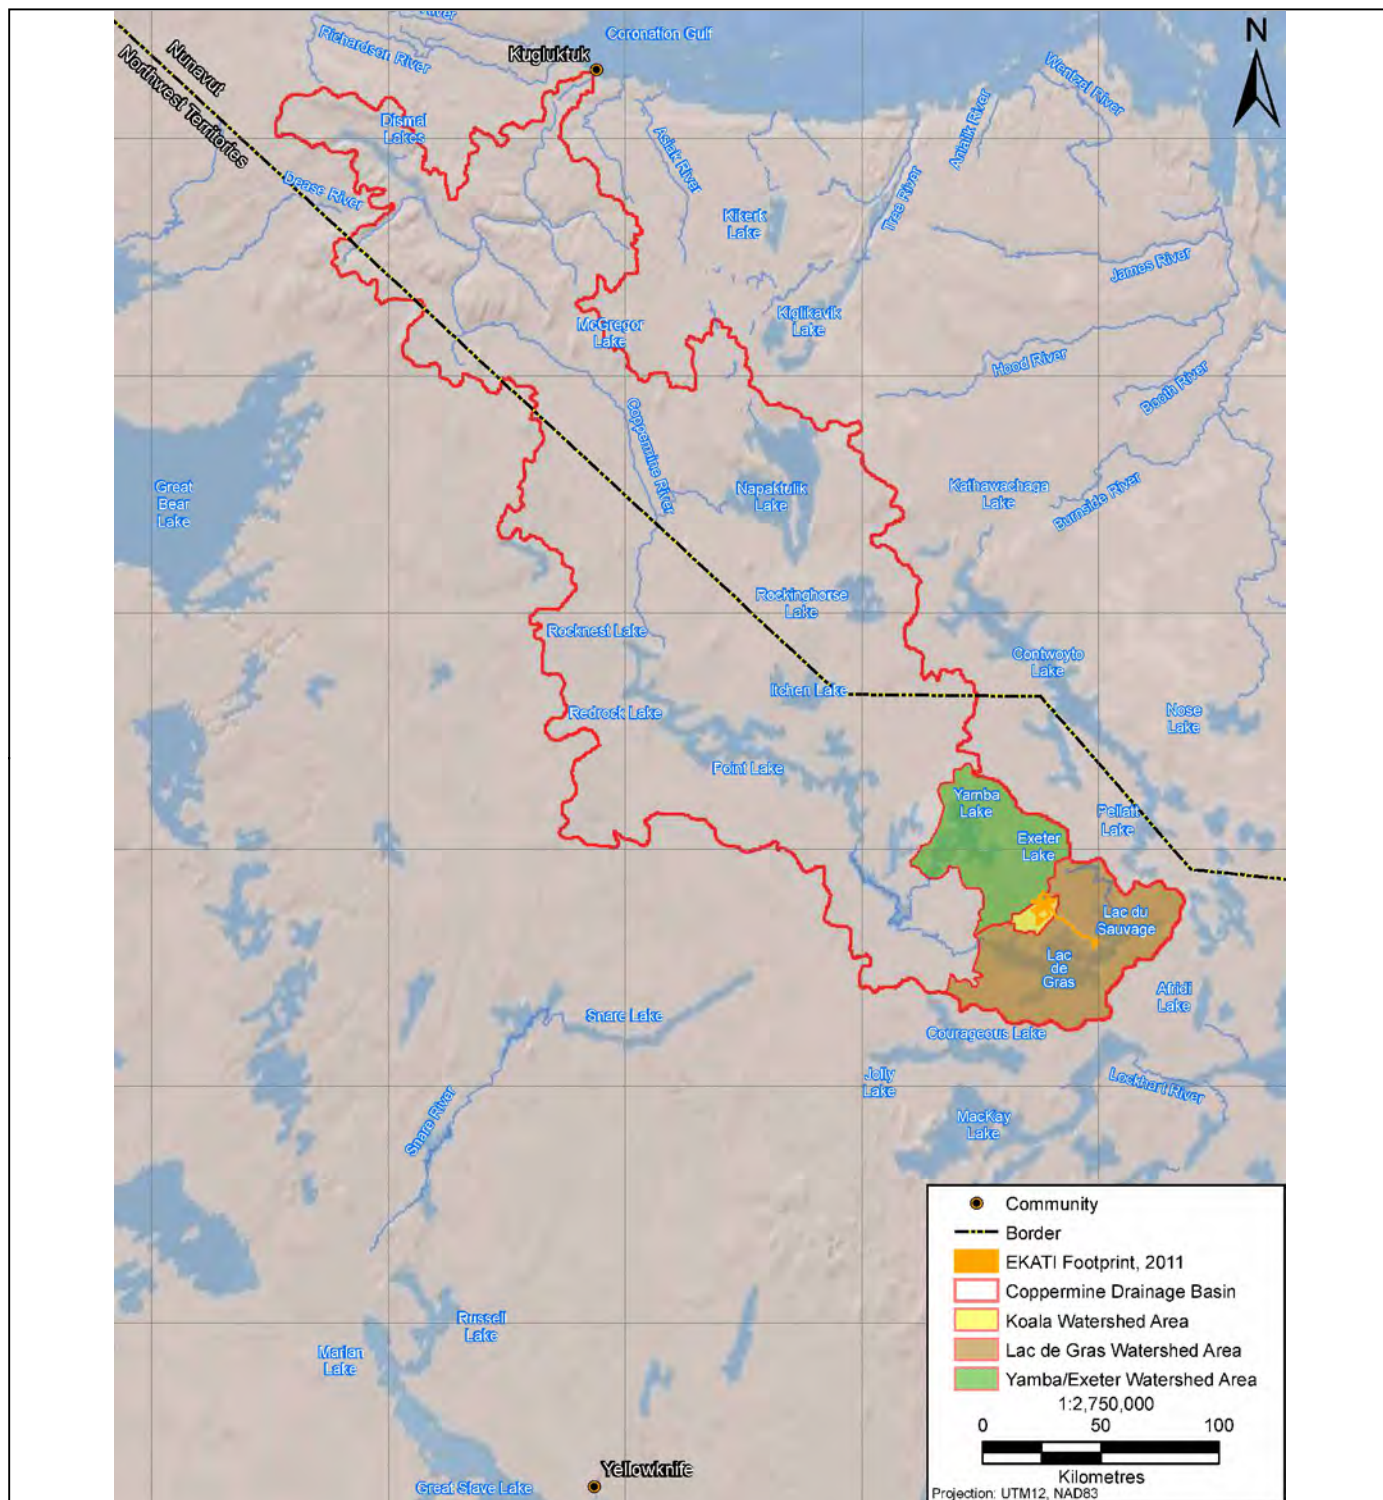 River
Coronation Gulf
N
Richardson River
Kugluktuk
Nunavut
Northwest Territories
Wentzel River
Dismal
Lakes
Asiak River
Anialik River
Dease River
Tree River
Kikerk
Lake
James River
McGregor
Lake
Kiglikavik
Lake
Hood River
Booth River
Coppermine River
Great
Bear
Lake
Napaktulik
Lake
Kathawachaga
Lake
Burnside River
Rockinghorse
Lake
Rocknest Lake
Contwoyto
Lake
Itchen Lake
Redrock Lake
Nose
Lake
Point Lake
Yamba
Lake
Exeter
Lake
Pellatt
Lake
Lac du
Sauvage
Lac
de
Gras
Afridi
Lake
Snare Lake
Courageous Lake
Jolly
Lake
Lockhart River
Snare River
MacKay
Lake
Russell
Lake
Marian
Lake
Yellowknife
Great Slave Lake
Community
Border
EKATI Footprint, 2011
Coppermine Drainage Basin
Koala Watershed Area
Lac de Gras Watershed Area
Yamba/Exeter Watershed Area
1:2,750,000
0 50 100
Kilometres
Projection: UTM12, NAD83